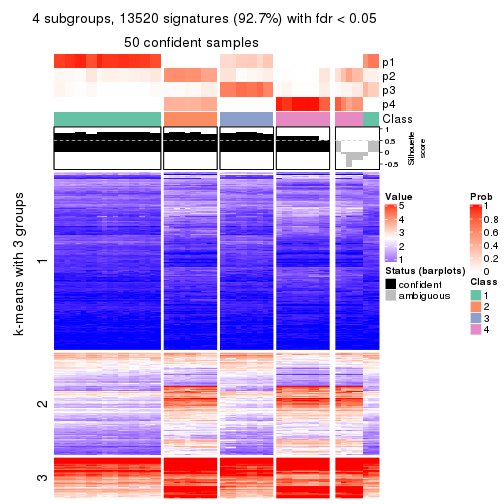 4 subgroups, 13520 signatures (92.7%) with fdr < 0.05
50 confident samples
p1
p2
p3
p4
Class
1
0.5
0
-0.5
Silhouette
score
k-means with 3 groups
1
2
3
Value
5
4
3
2
1
Status (barplots)
confident
ambiguous
Prob
1
0.8
0.6
0.4
0.2
0
Class
1
2
3
4